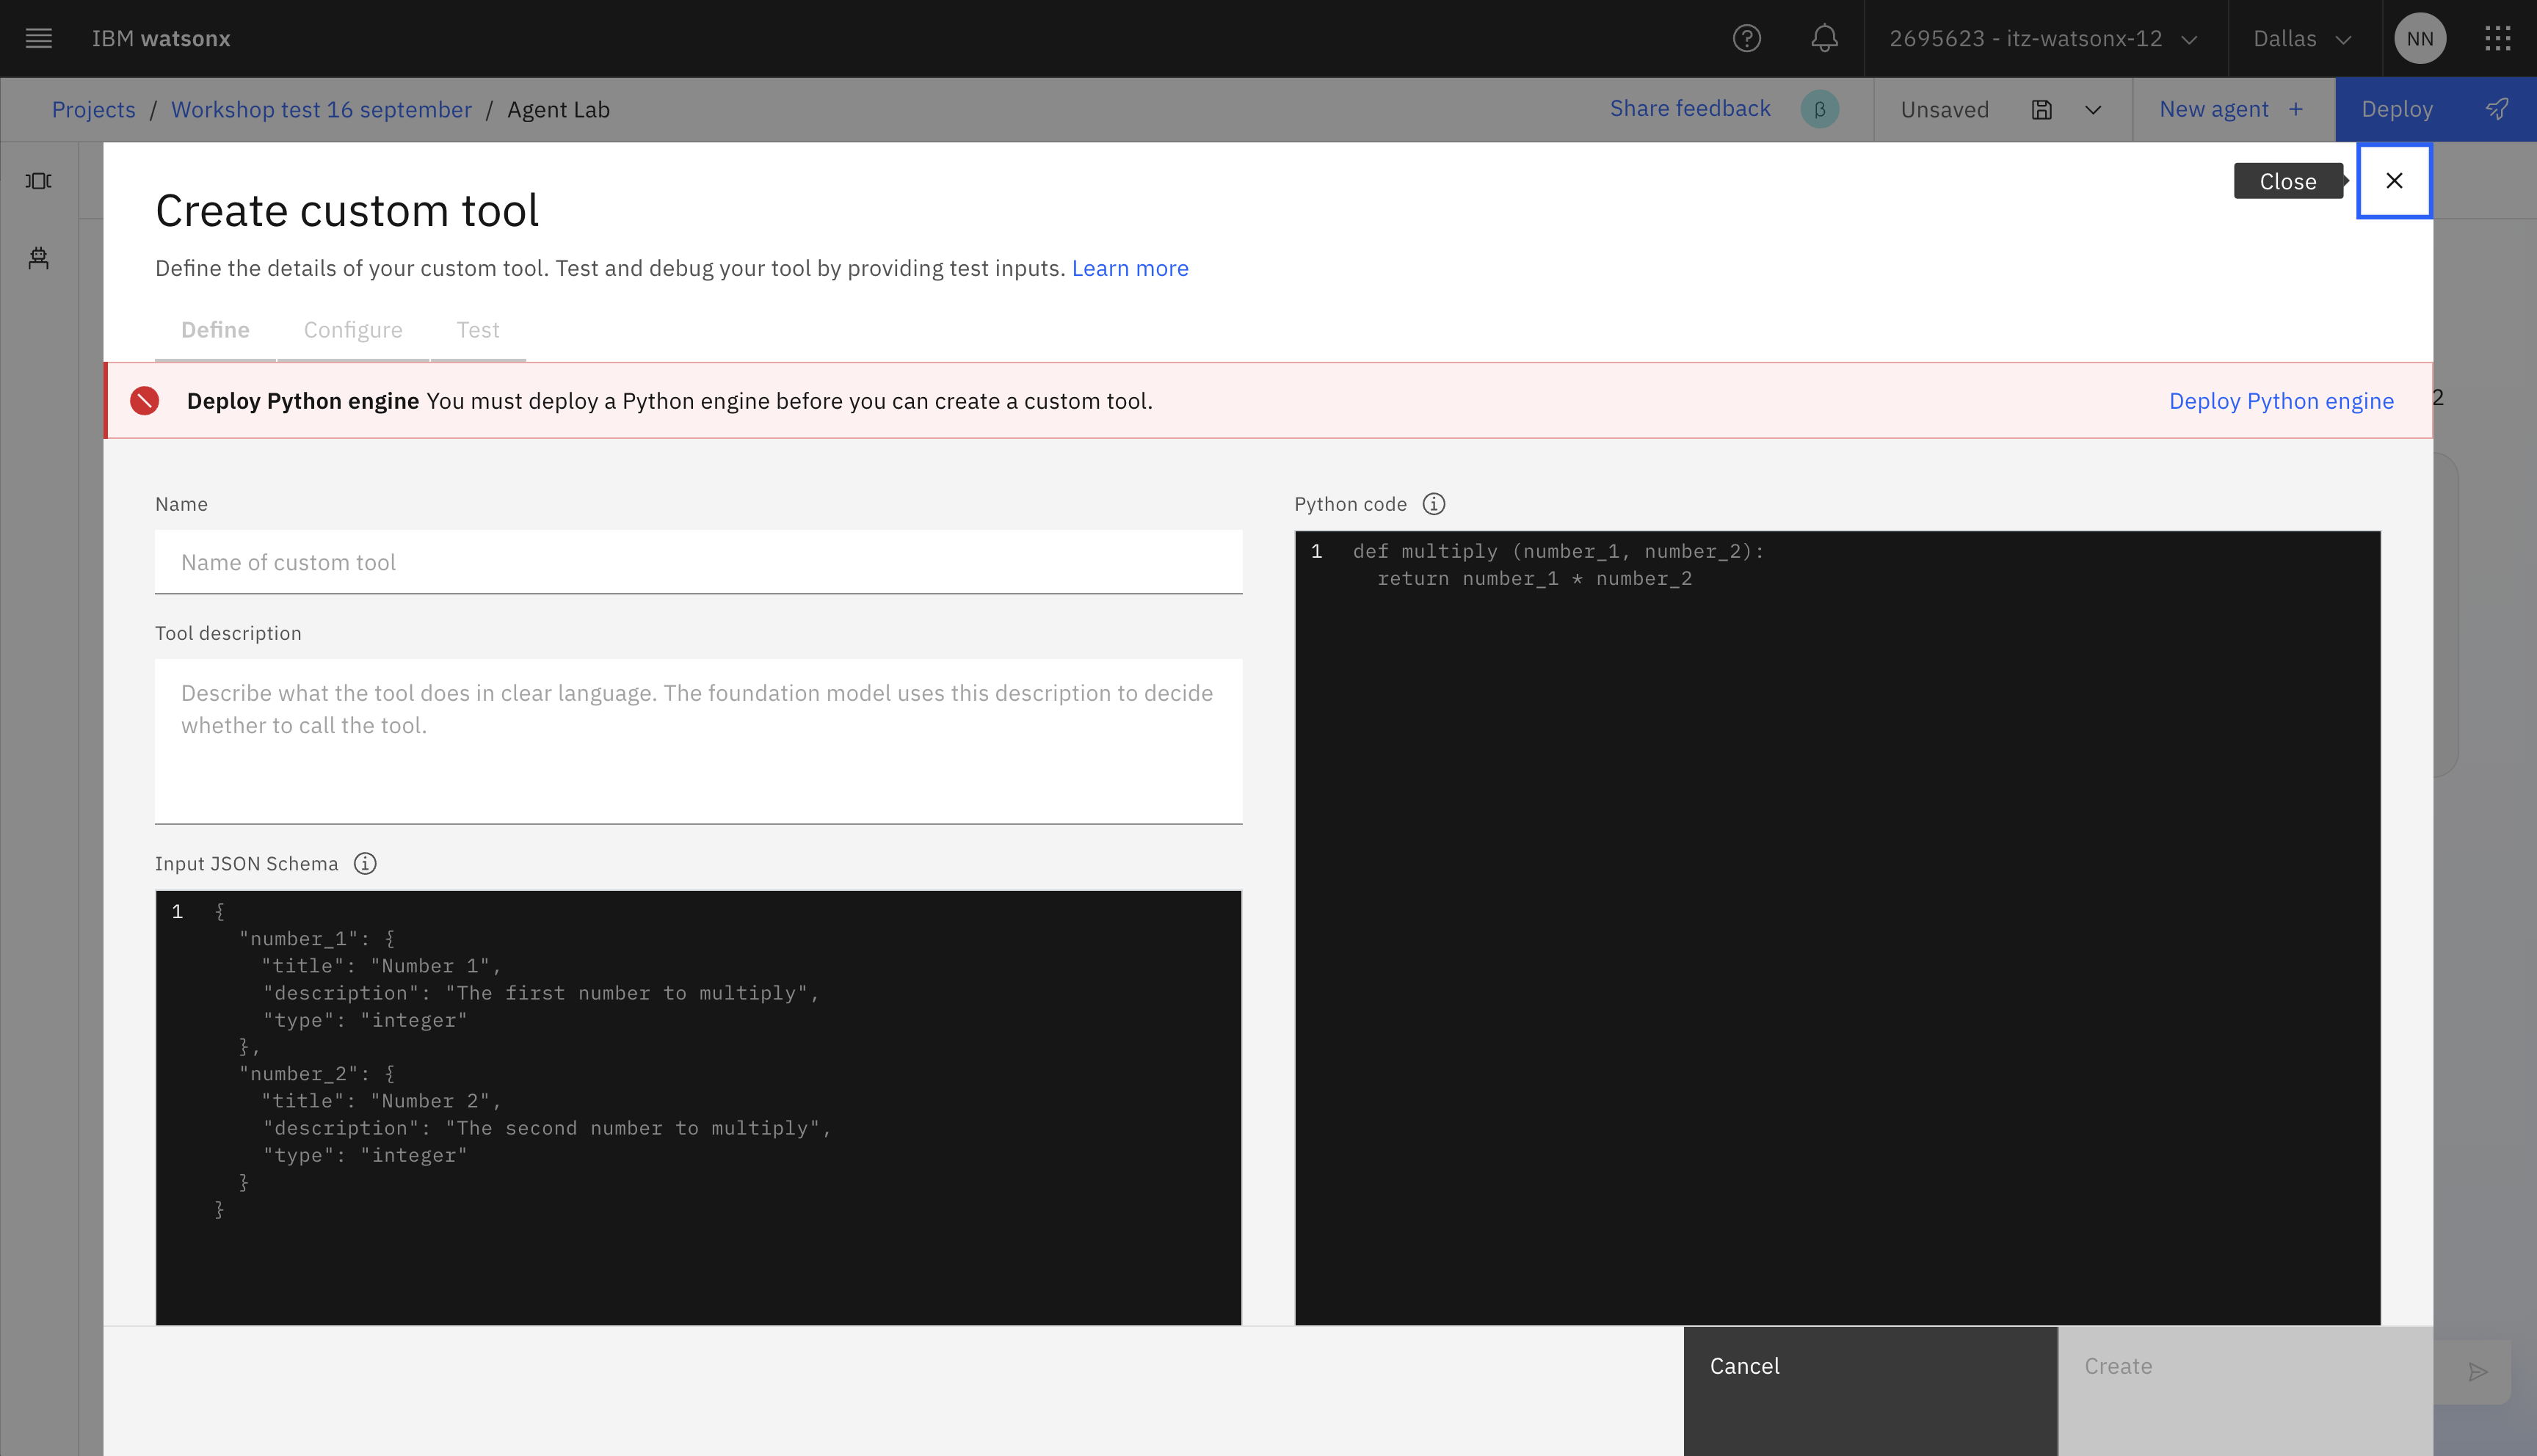 IBM watsonx
2695623 - itz-watsonx-12
Dallas
NN
Projects / Workshop test 16 september / Agent Lab
Share feedback
β
Unsaved
New agent +
Deploy
Create custom tool
Close
Define the details of your custom tool. Test and debug your tool by providing test inputs. Learn more
Define
Configure
Test
Deploy Python engine You must deploy a Python engine before you can create a custom tool.
Deploy Python engine
2
Name
Name of custom tool
Tool description
Describe what the tool does in clear language. The foundation model uses this description to decide
whether to call the tool.
Input JSON Schema
1 {
"number_1": {
"title": "Number 1",
"description": "The first number to multiply",
"type": "integer"
},
"number_2": {
"title": "Number 2",
"description": "The second number to multiply",
"type": "integer"
}
}
Python code
1 def multiply (number_1, number_2):
return number_1 * number_2
Cancel
Create